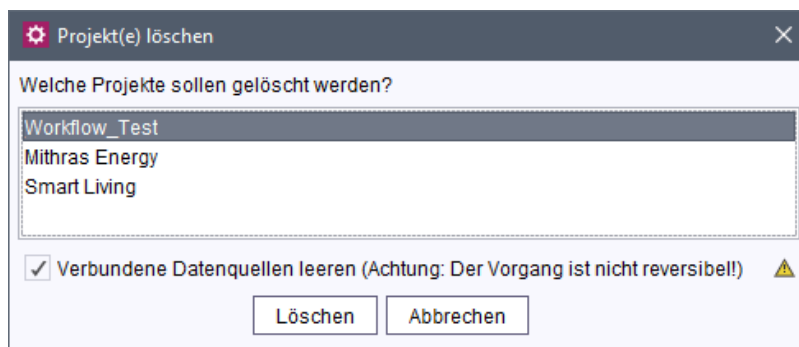 Projekt(e) löschen
Welche Projekte sollen gelöscht werden?
Workflow_Test
Mithras Energy
Smart Living
Verbundene Datenquellen leeren (Achtung: Der Vorgang ist nicht reversibel!)
Löschen Abbrechen